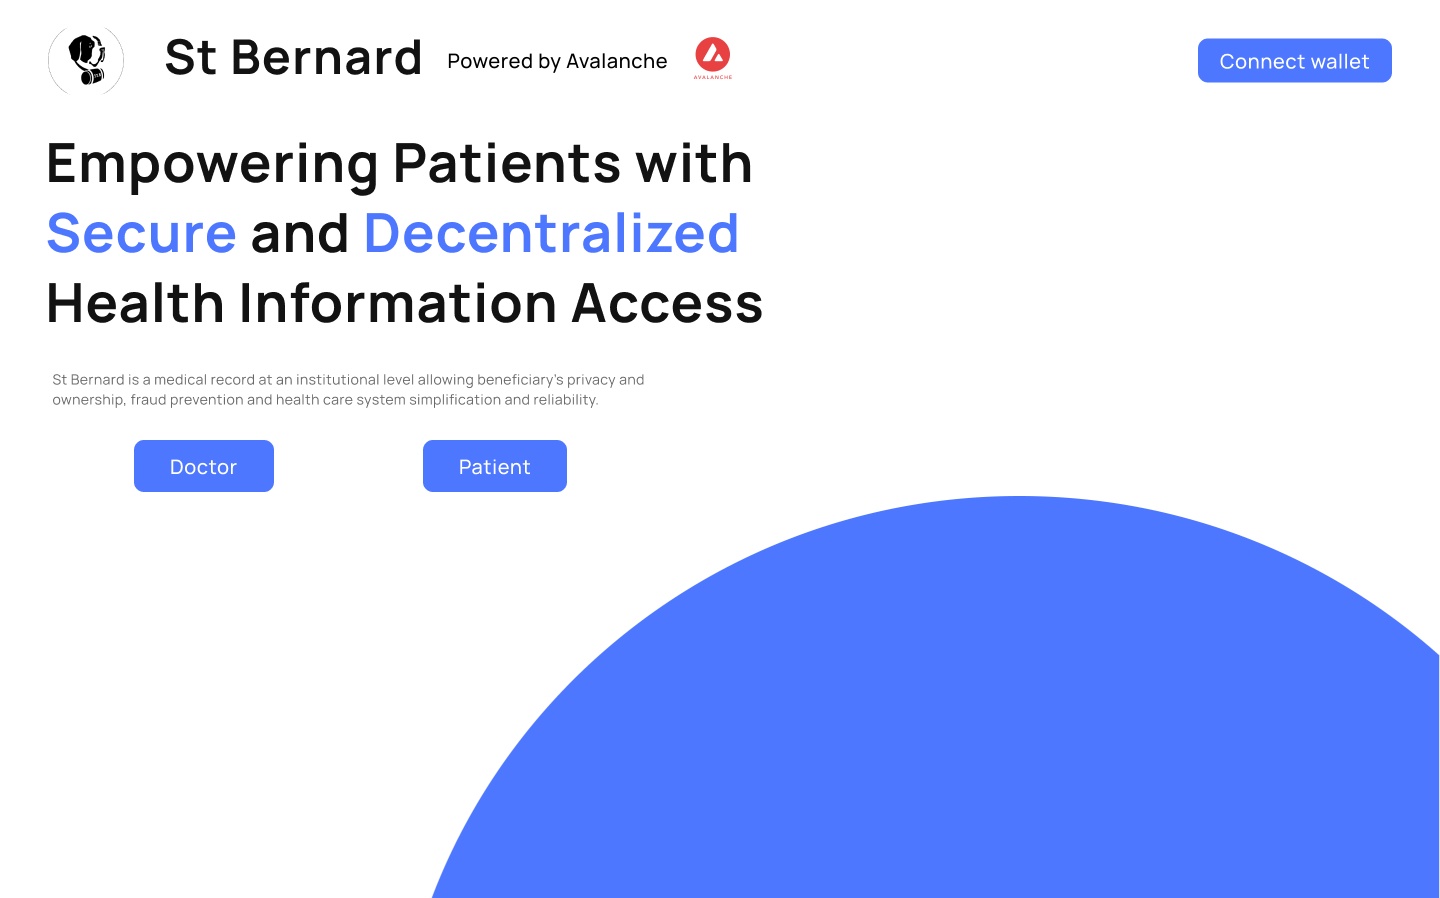 St Bernard
Powered by Avalanche
AVALANCHE
Connect wallet
Empowering Patients with
Secure and Decentralized
Health Information Access
St Bernard is a medical record at an institutional level allowing beneficiary's privacy and
ownership, fraud prevention and health care system simplification and reliability.
Doctor
Patient